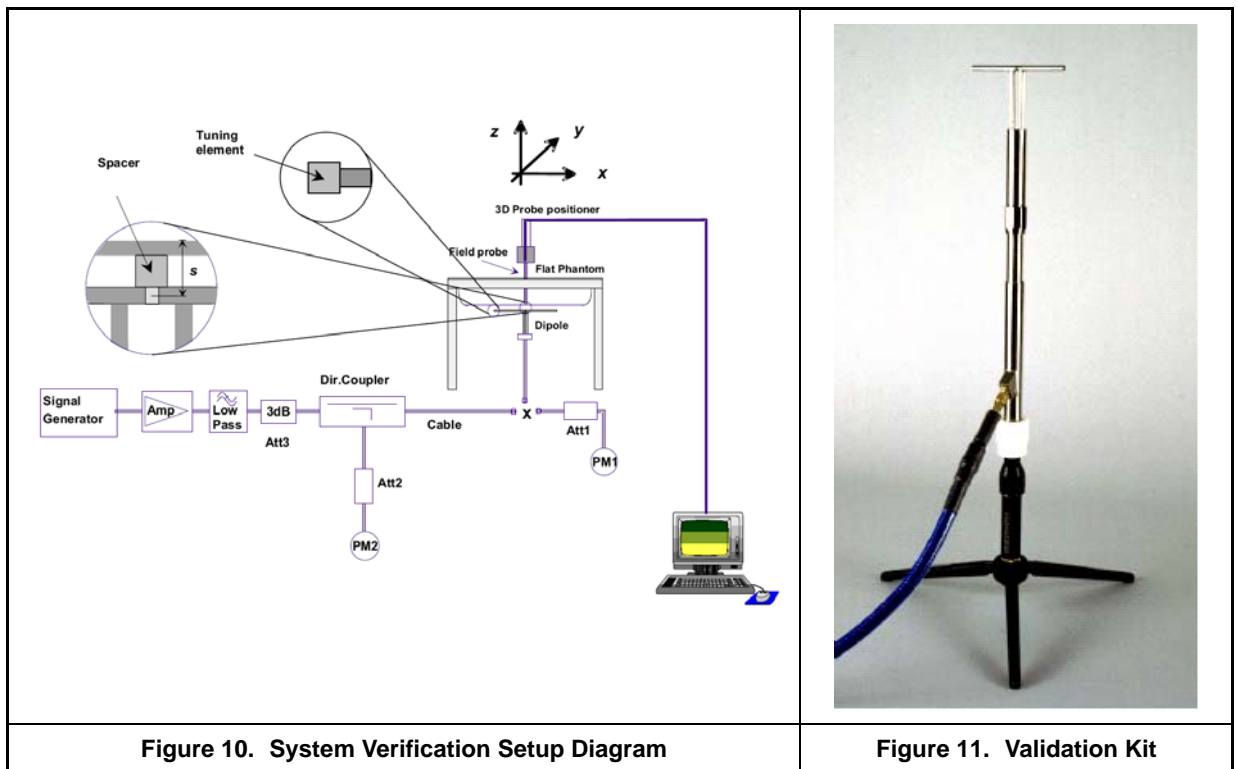 z
y
x
Tuning
element
Spacer
s
3D Probe positioner
Field probe
Flat Phantom
Dipole
Dir.Coupler
Signal
Generator
Amp
Low
Pass
3dB
Att3
Cable
x
Att1
PM1
Att2
PM2
Figure 10. System Verification Setup Diagram
Figure 11. Validation Kit